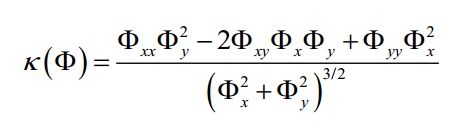 κ(Φ) = (Φ_xx Φ_y^2 − 2Φ_xy Φ_x Φ_y + Φ_yy Φ_x^2) / (Φ_x^2 + Φ_y^2)^{3/2}